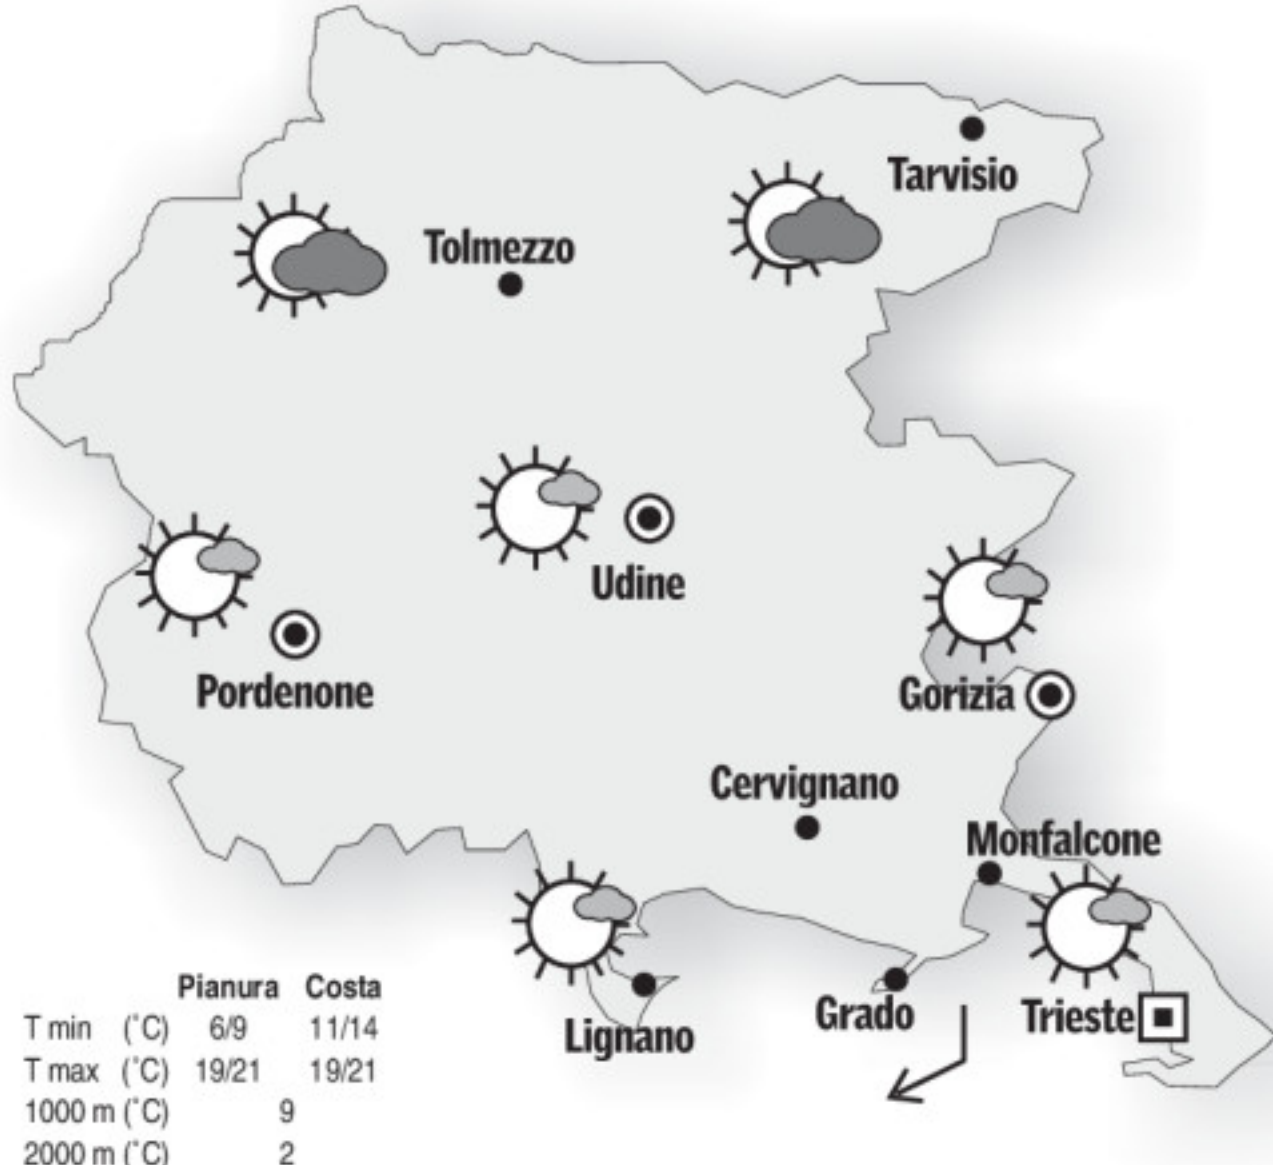 Tarvisio
Tolmezzo
Udine
Pordenone
Gorizia
Cervignano
Monfalcone
Grado
Trieste
Lignano
Pianura Costa
T min (°C) 6/9 11/14
T max (°C) 19/21 19/21
1000 m (°C) 9
2000 m (°C) 2